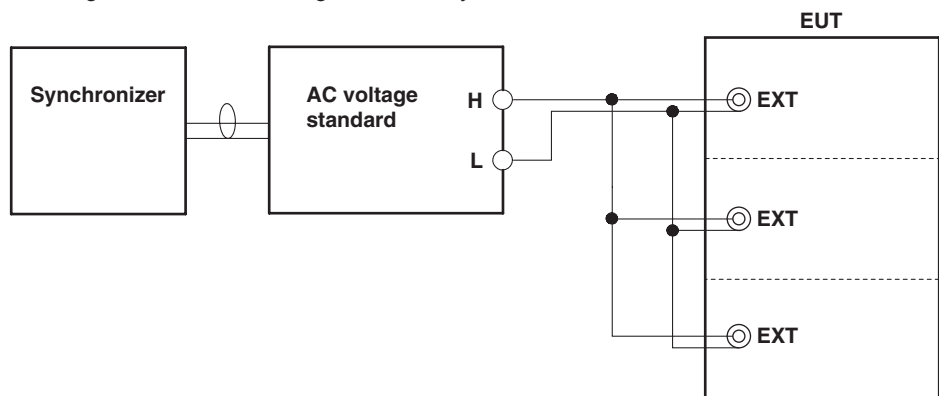 EUT
Synchronizer
AC voltage
standard
H
L
EXT
EXT
EXT